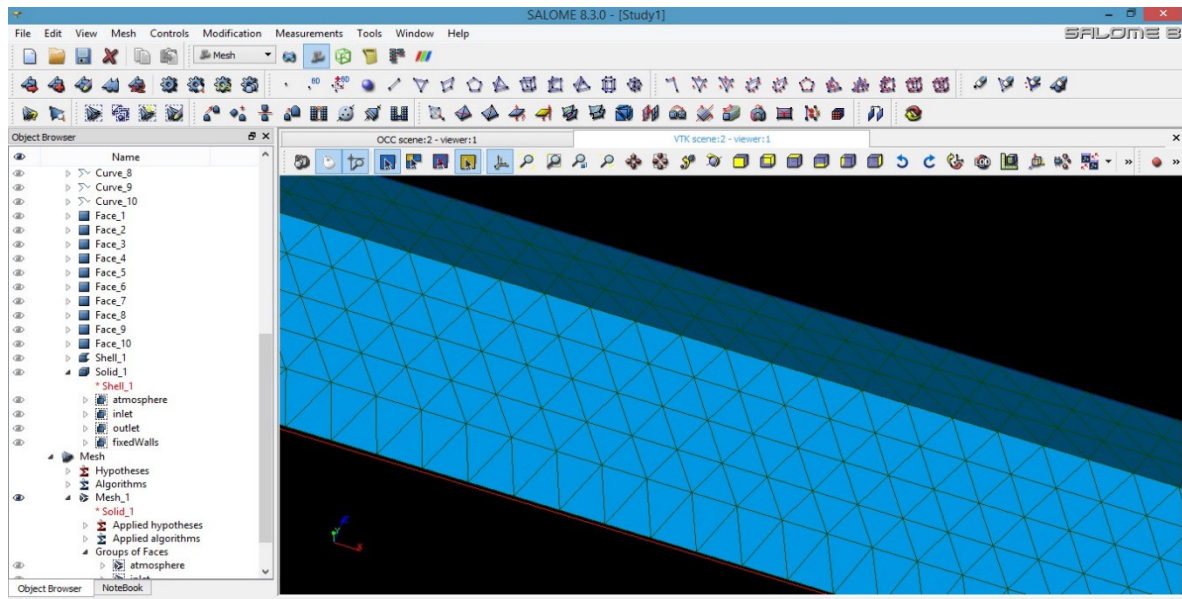 SALOME 8.3.0 - [Study1]
File Edit View Mesh Controls Modification Measurements Tools Window Help
Mesh
Object Browser
OCC scene:2 - viewer:1
VTK scene:2 - viewer:1
Name
Curve_8
Curve_9
Curve_10
Face_1
Face_2
Face_3
Face_4
Face_5
Face_6
Face_7
Face_8
Face_9
Face_10
Shell_1
Solid_1
* Shell_1
atmosphere
inlet
outlet
fixedWalls
Mesh
Hypotheses
Algorithms
Mesh_1
* Solid_1
Applied hypotheses
Applied algorithms
Groups of Faces
atmosphere
inlet
Object Browser
NoteBook